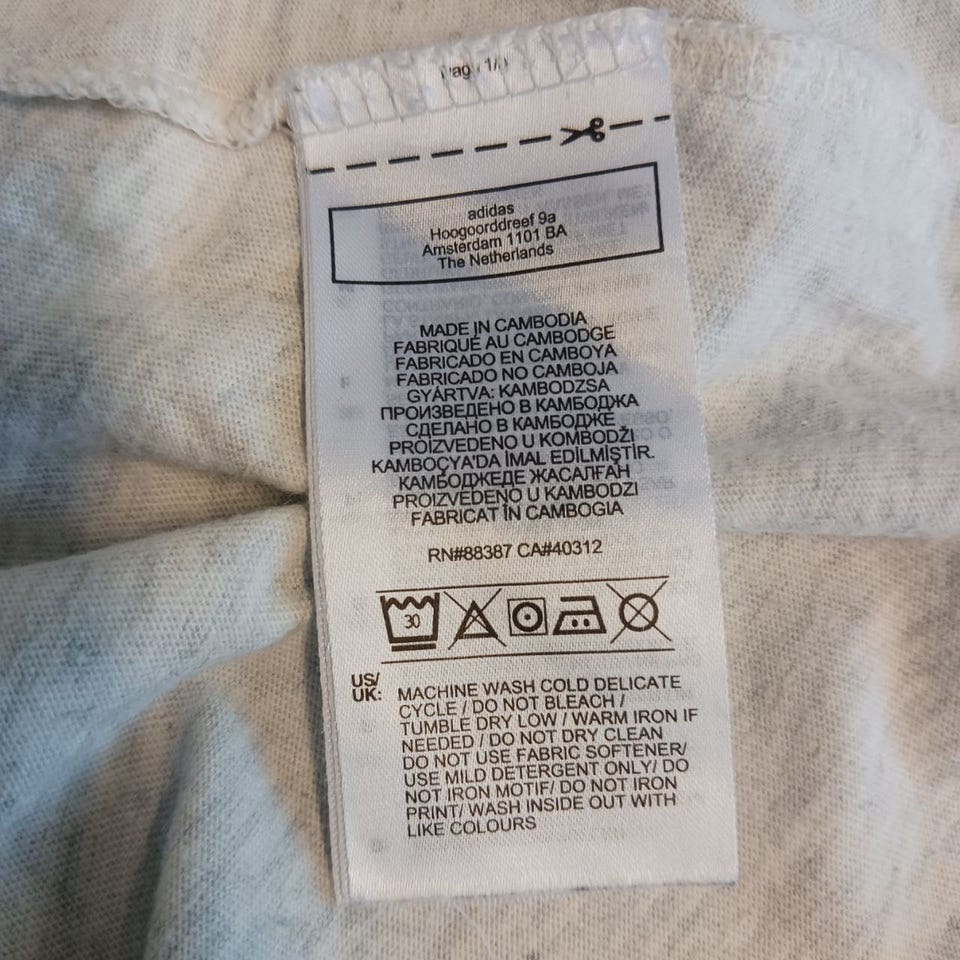 adidas
Hoogoorddreef 9a
Amsterdam 1101 BA
The Netherlands
MADE IN CAMBODIA
FABRIQUÉ AU CAMBODGE
FABRICADO EN CAMBOYA
FABRICADO NO CAMBOJA
GYÁRTVA: KAMBODZSA
ПРОИЗВЕДЕНО В КАМБОДЖА
СДЕЛАНО В КАМБОДЖЕ
PROIZVEDENO U KOMBODŽI
KAMBOÇYA'DA İMAL EDİLMİŞTİR.
КАМБОДЖЕДЕ ЖАСАЛҒАН
PROIZVEDENO U KAMBODZI
FABRICAT ÎN CAMBOGIA
RN#88387 CA#40312
30
US/
UK: MACHINE WASH COLD DELICATE
CYCLE / DO NOT BLEACH /
TUMBLE DRY LOW / WARM IRON IF
NEEDED / DO NOT DRY CLEAN
DO NOT USE FABRIC SOFTENER/
USE MILD DETERGENT ONLY/ DO
NOT IRON MOTIF/ DO NOT IRON
PRINT/ WASH INSIDE OUT WITH
LIKE COLOURS